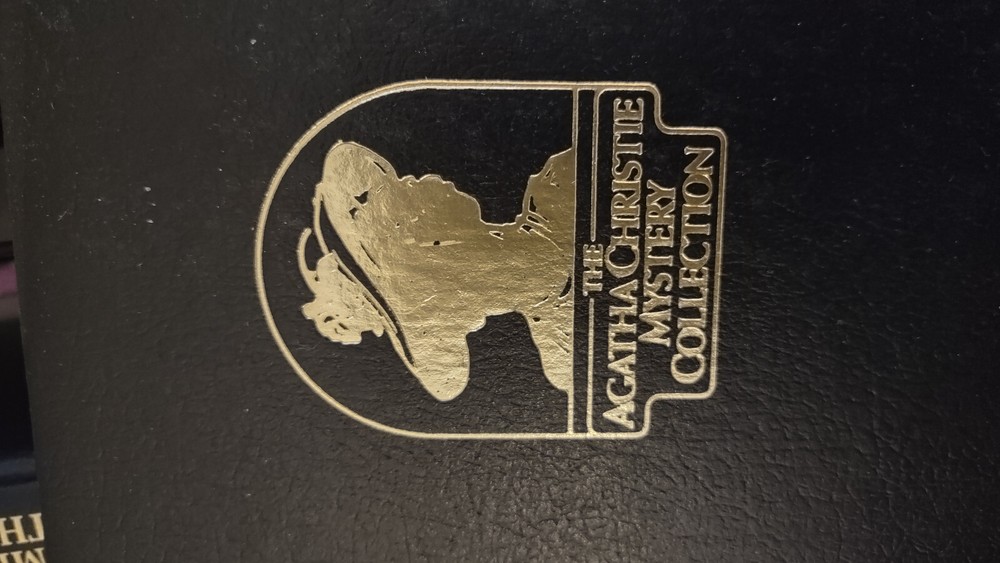 THE
AGATHA CHRISTIE
MYSTERY
COLLECTION